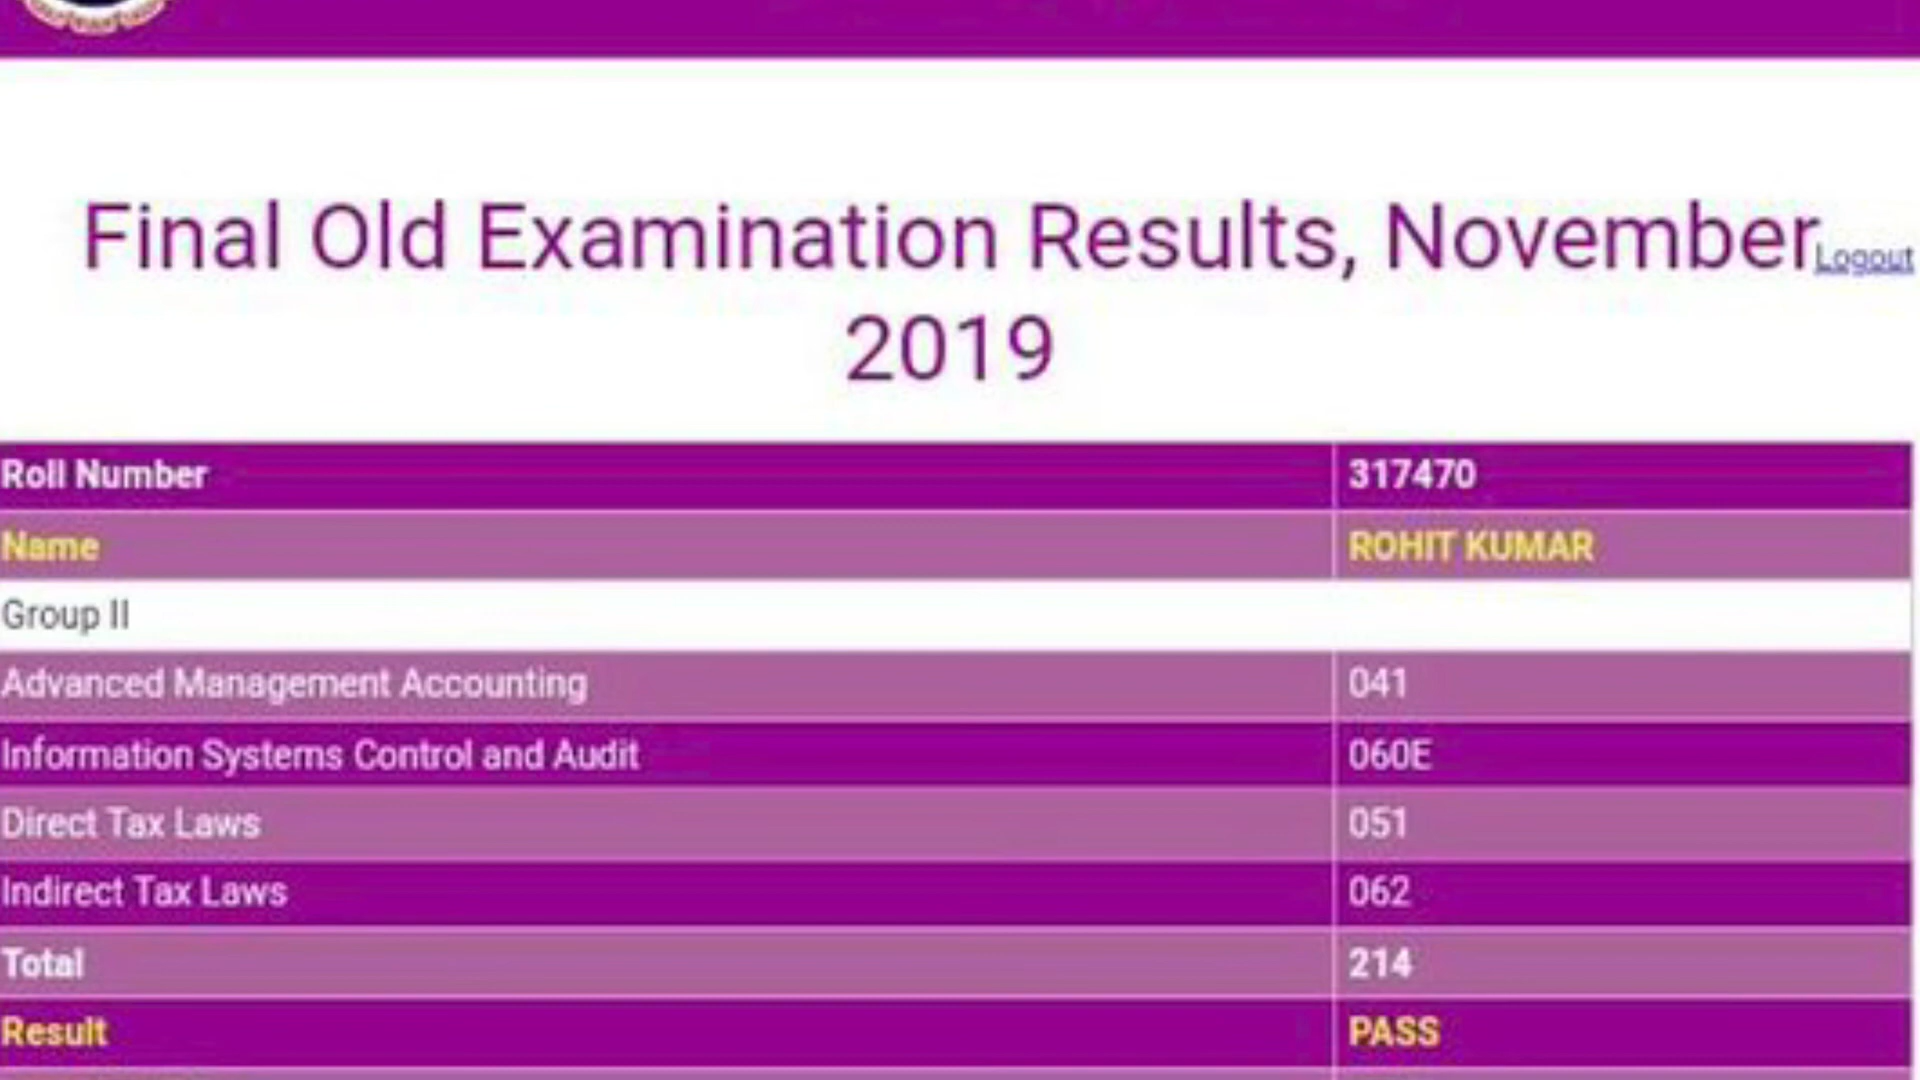 Final Old Examination Results, November
Logout
2019
Roll Number 317470
Name ROHIT KUMAR
Group II
Advanced Management Accounting 041
Information Systems Control and Audit 060E
Direct Tax Laws 051
Indirect Tax Laws 062
Total 214
Result PASS